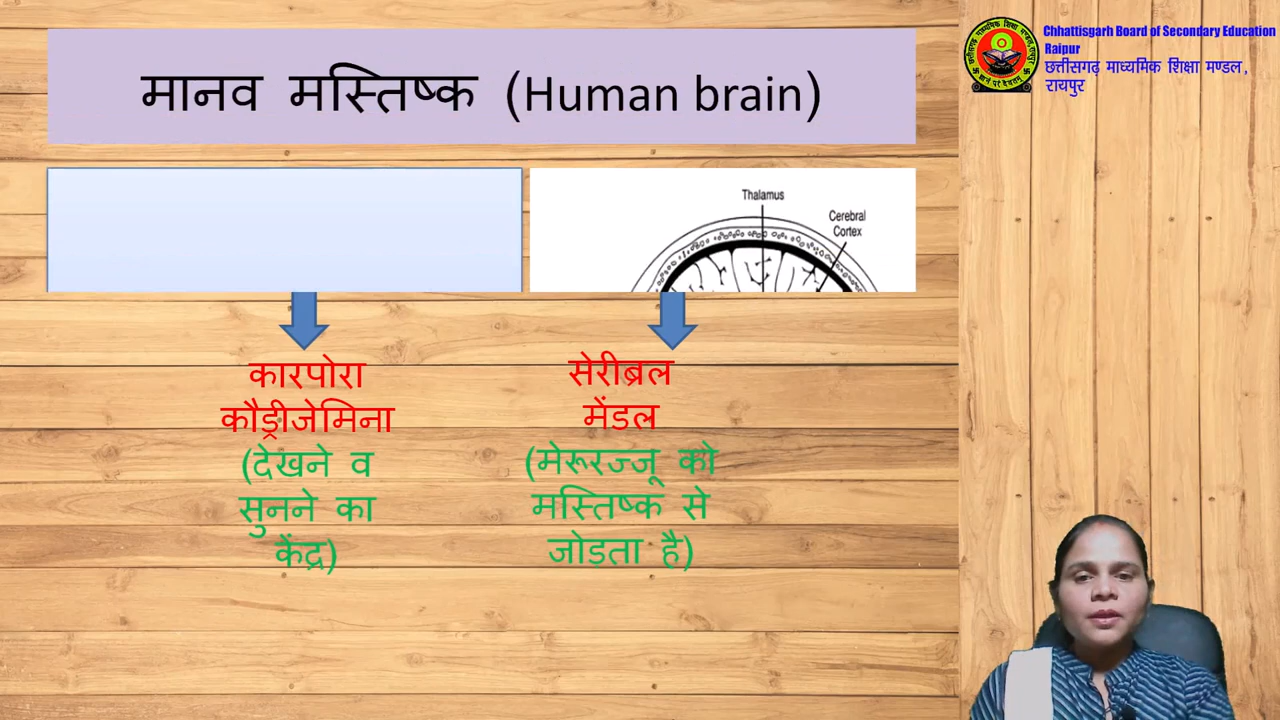 मानव मस्तिष्क (Human brain)
Chhattisgarh Board of Secondary Education
Raipur
छत्तीसगढ़ माध्यमिक शिक्षा मण्डल,
रायपुर
Thalamus
Cerebral
Cortex
कारपोरा
कौड्रीजेमिना
(देखने व
सुनने का
केंद्र)
सेरीब्रल
मेंडल
(मेरूरज्जू को
मस्तिष्क से
जोडता है)